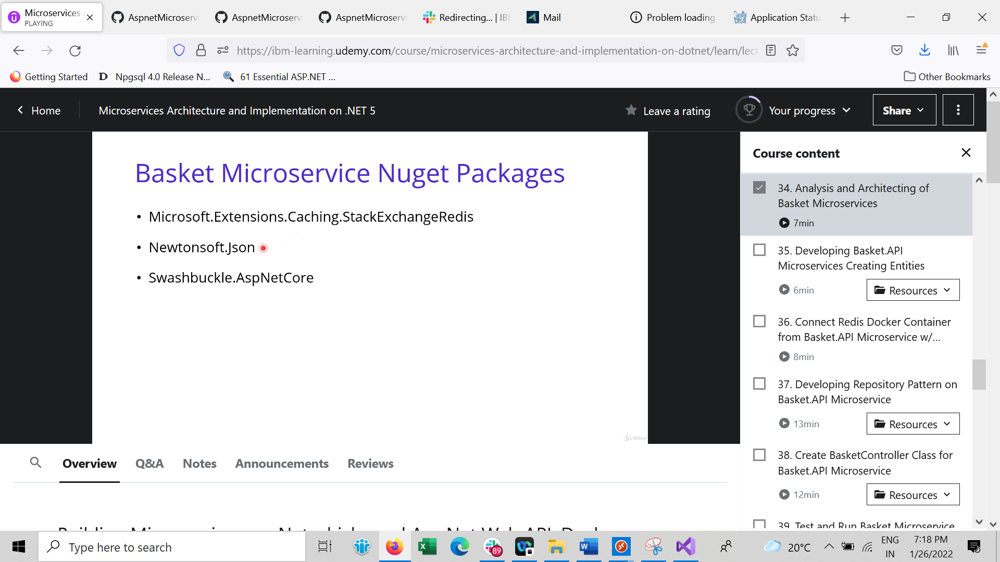 Microservices
PLAYING
AspnetMicroservi
AspnetMicroservi
AspnetMicroservi
Redirecting... | IBM
Mail
Problem loading
Application Statu
https://ibm-learning.udemy.com/course/microservices-architecture-and-implementation-on-dotnet/learn/lect
Getting Started
Npgsql 4.0 Release N...
61 Essential ASP.NET ...
Other Bookmarks
Home
Microservices Architecture and Implementation on .NET 5
Leave a rating
Your progress
Share
Basket Microservice Nuget Packages
• Microsoft.Extensions.Caching.StackExchangeRedis
• Newtonsoft.Json
• Swashbuckle.AspNetCore
Udemy
Course content
34. Analysis and Architecting of
Basket Microservices
7min
35. Developing Basket.API
Microservices Creating Entities
6min
Resources
36. Connect Redis Docker Container
from Basket.API Microservice w/...
8min
37. Developing Repository Pattern on
Basket.API Microservice
13min
Resources
38. Create BasketController Class for
Basket.API Microservice
12min
Resources
39. Test and Run Basket Microservice
Overview
Q&A
Notes
Announcements
Reviews
Type here to search
89
20°C
ENG
IN
7:18 PM
1/26/2022